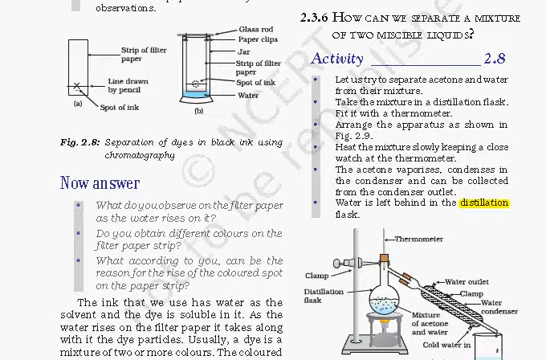 observations.
Glass rod
Paper clips
Jar
Strip of filter
paper
Strip of filter
paper
Spot of ink
Line drawn
by pencil
Water
(a)
Spot of ink
(b)
Fig. 2.8: Separation of dyes in black ink using
chromatography
Now answer
• What do you observe on the filter paper
as the water rises on it?
• Do you obtain different colours on the
filter paper strip?
• What according to you, can be the
reason for the rise of the coloured spot
on the paper strip?
The ink that we use has water as the
solvent and the dye is soluble in it. As the
water rises on the filter paper it takes along
with it the dye particles. Usually, a dye is a
mixture of two or more colours. The coloured
2.3.6 HOW CAN WE SEPARATE A MIXTURE
OF TWO MISCIBLE LIQUIDS?
Activity 2.8
• Let us try to separate acetone and water
from their mixture.
• Take the mixture in a distillation flask.
Fit it with a thermometer.
• Arrange the apparatus as shown in
Fig. 2.9.
• Heat the mixture slowly keeping a close
watch at the thermometer.
• The acetone vaporises, condenses in
the condenser and can be collected
from the condenser outlet.
• Water is left behind in the distillation
flask.
Thermometer
Clamp
Distillation
flask
Water outlet
Clamp
Water
condenser
Mixture
of acetone
and water
Cold water in
© NCERT
not to be republished